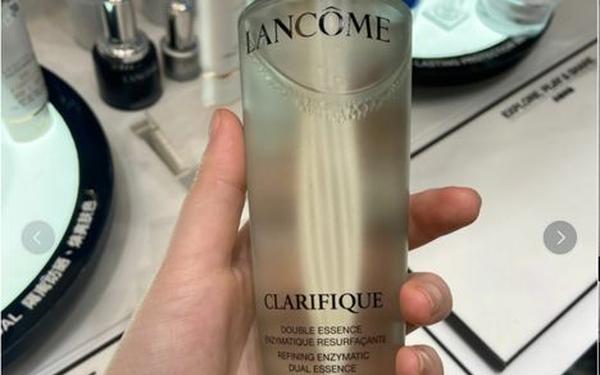 LANCÔME
CLARIFIQUE
DOUBLE ESSENCE
ENZYMATIQUE RESURFAÇANTE
REFINING ENZYMATIC
DUAL ESSENCE
EXPLORE, PLAY & SHARE